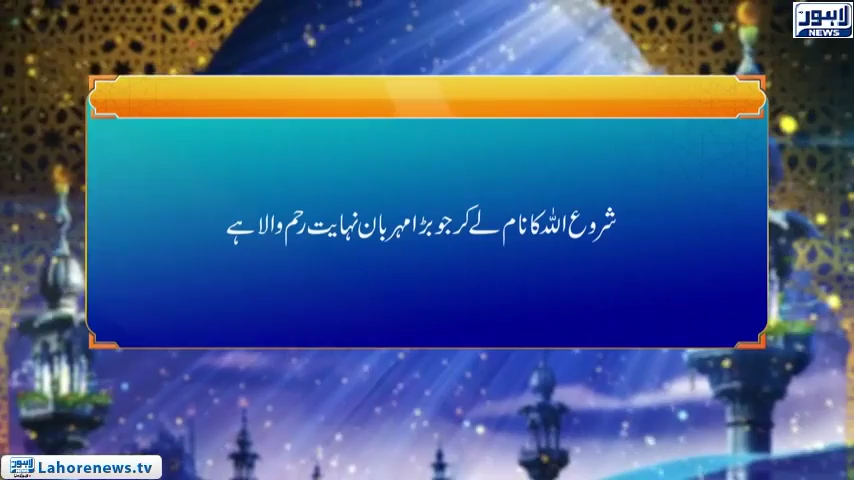 لاہور
NEWS
شروع اللہ کا نام لے کر جو بڑا مہربان نہایت رحم والا ہے
Lahorenews.tv